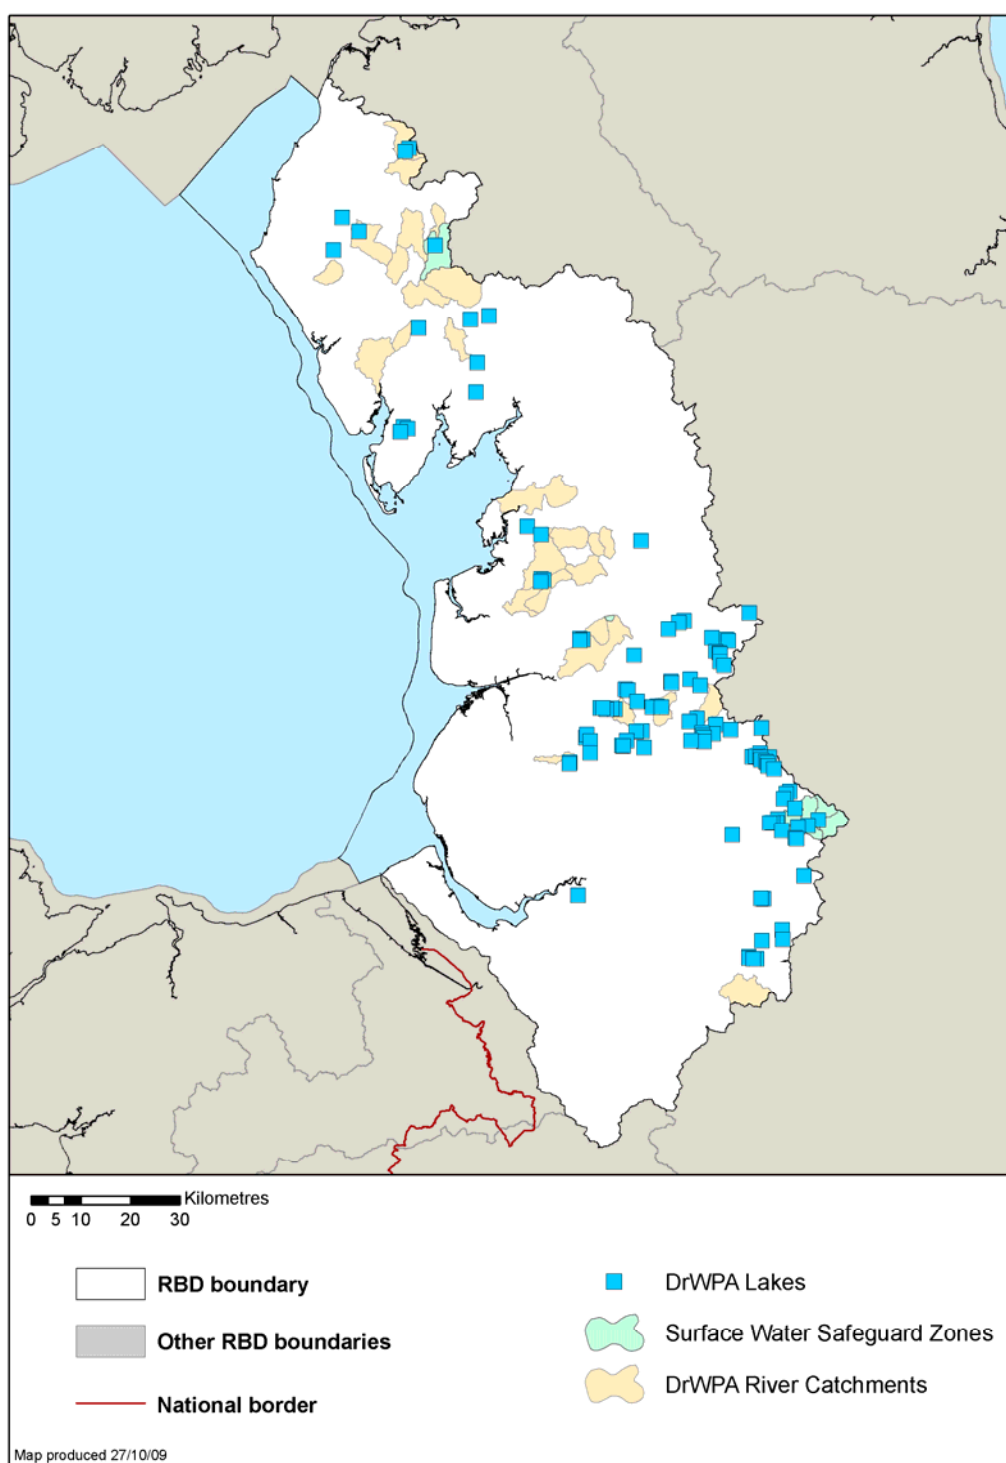 Kilometres
0 5 10 20 30
RBD boundary
Other RBD boundaries
National border
DrWPA Lakes
Surface Water Safeguard Zones
DrWPA River Catchments
Map produced 27/10/09